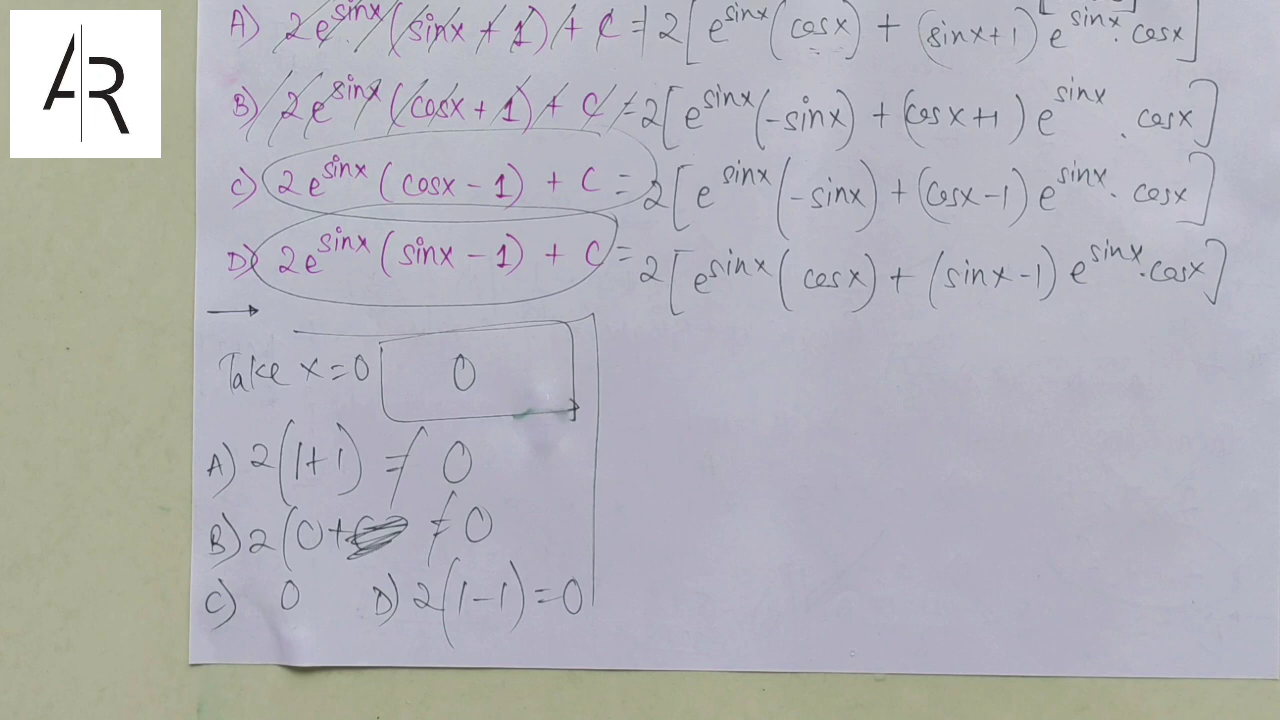 AR
A) 2e^sinx (sinx + 1) + C = 2[e^sinx (cosx) + (sinx+1) e^sinx . cosx]
B) 2e^sinx (cosx + 1) + C = 2[e^sinx (-sinx) + (cosx+1) e^sinx . cosx]
C) 2e^sinx (cosx - 1) + C = 2[e^sinx (-sinx) + (cosx-1) e^sinx . cosx]
D) 2e^sinx (sinx - 1) + C = 2[e^sinx (cosx) + (sinx-1) e^sinx . cosx]
Take x=0 0
A) 2(1+1) ≠ 0
B) 2(0+ ≠ 0
C) 0 D) 2(1-1)=0